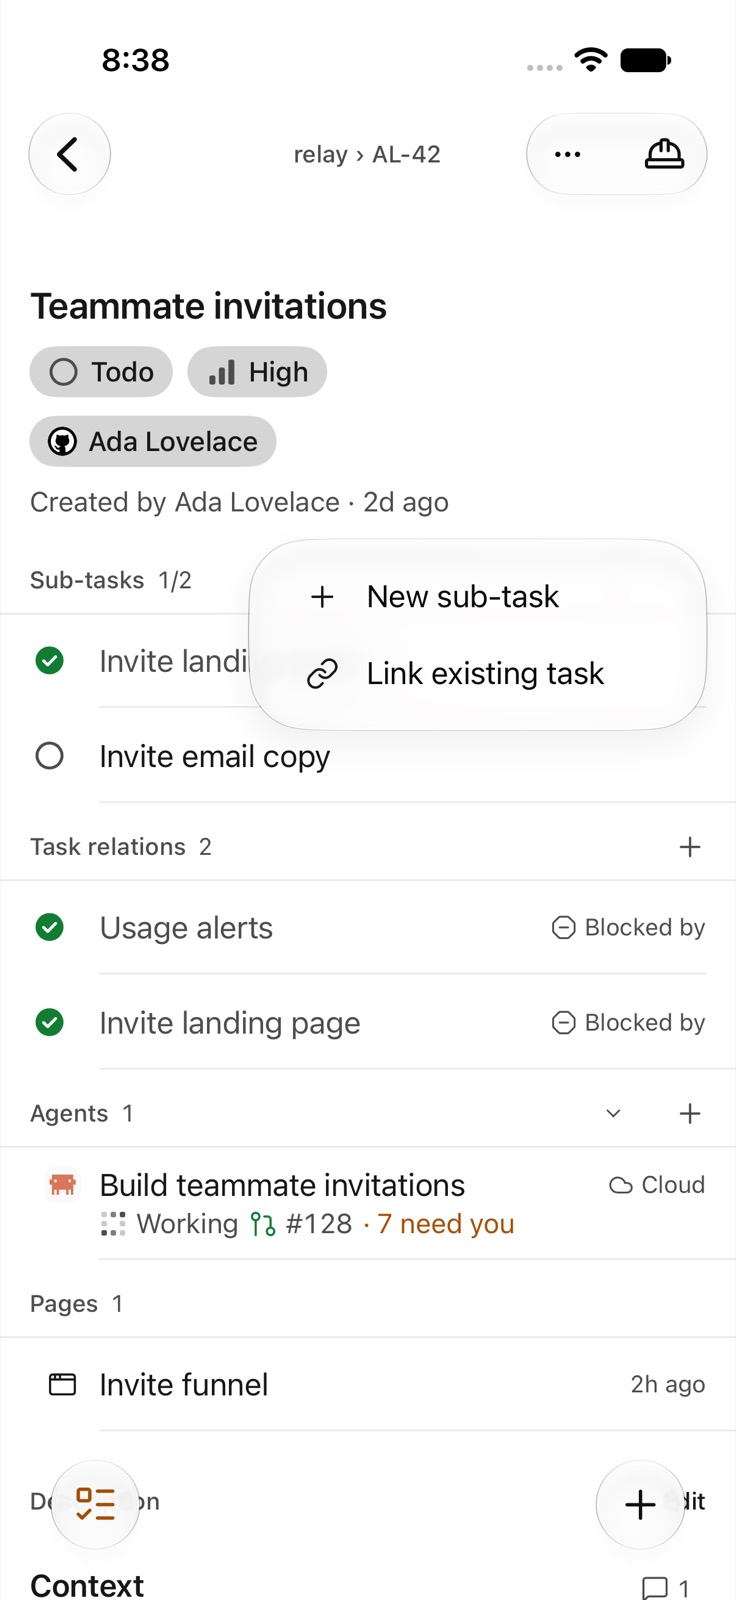 8:38
relay › AL-42
Teammate invitations
Todo
High
Ada Lovelace
Created by Ada Lovelace · 2d ago
Sub-tasks 1/2
New sub-task
Invite landi
Link existing task
Invite email copy
Task relations 2
Usage alerts
Blocked by
Invite landing page
Blocked by
Agents 1
Build teammate invitations
Cloud
Working #128 · 7 need you
Pages 1
Invite funnel
2h ago
Context
1